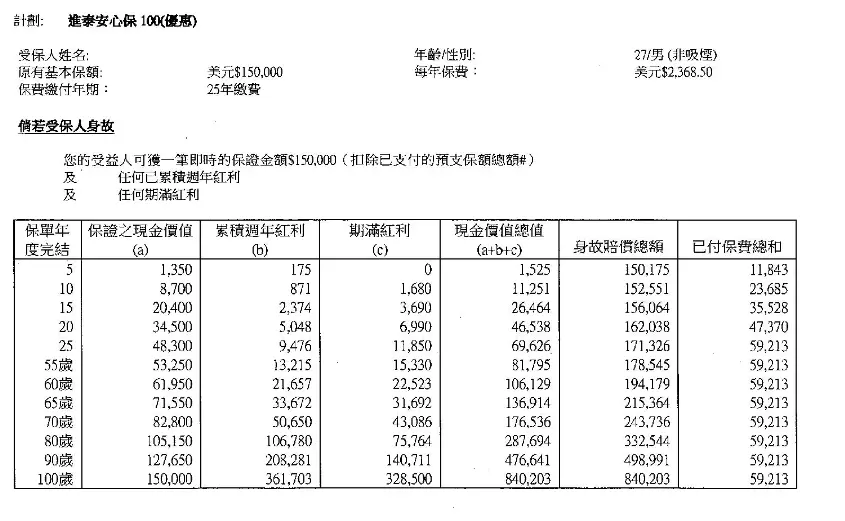 計劃: 進泰安心保 100(優惠)
受保人姓名: 年齡/性別: 27/男 (非吸煙)
原有基本保額: 美元$150,000 每年保費： 美元$2,368.50
保費繳付年期： 25年繳費
倘若受保人身故
您的受益人可獲一筆即時的保證金額$150,000（扣除已支付的預支保額總額#）
及 任何已累積週年紅利
及 任何期滿紅利
保單年度完結 保證之現金價值(a) 累積週年紅利(b) 期滿紅利(c) 現金價值總值(a+b+c) 身故賠償總額 已付保費總和
5 1,350 175 0 1,525 150,175 11,843
10 8,700 871 1,680 11,251 152,551 23,685
15 20,400 2,374 3,690 26,464 156,064 35,528
20 34,500 5,048 6,990 46,538 162,038 47,370
25 48,300 9,476 11,850 69,626 171,326 59,213
55歲 53,250 13,215 15,330 81,795 178,545 59,213
60歲 61,950 21,657 22,523 106,129 194,179 59,213
65歲 71,550 33,672 31,692 136,914 215,364 59,213
70歲 82,800 50,650 43,086 176,536 243,736 59,213
80歲 105,150 106,780 75,764 287,694 332,544 59,213
90歲 127,650 208,281 140,711 476,641 498,991 59,213
100歲 150,000 361,703 328,500 840,203 840,203 59,213